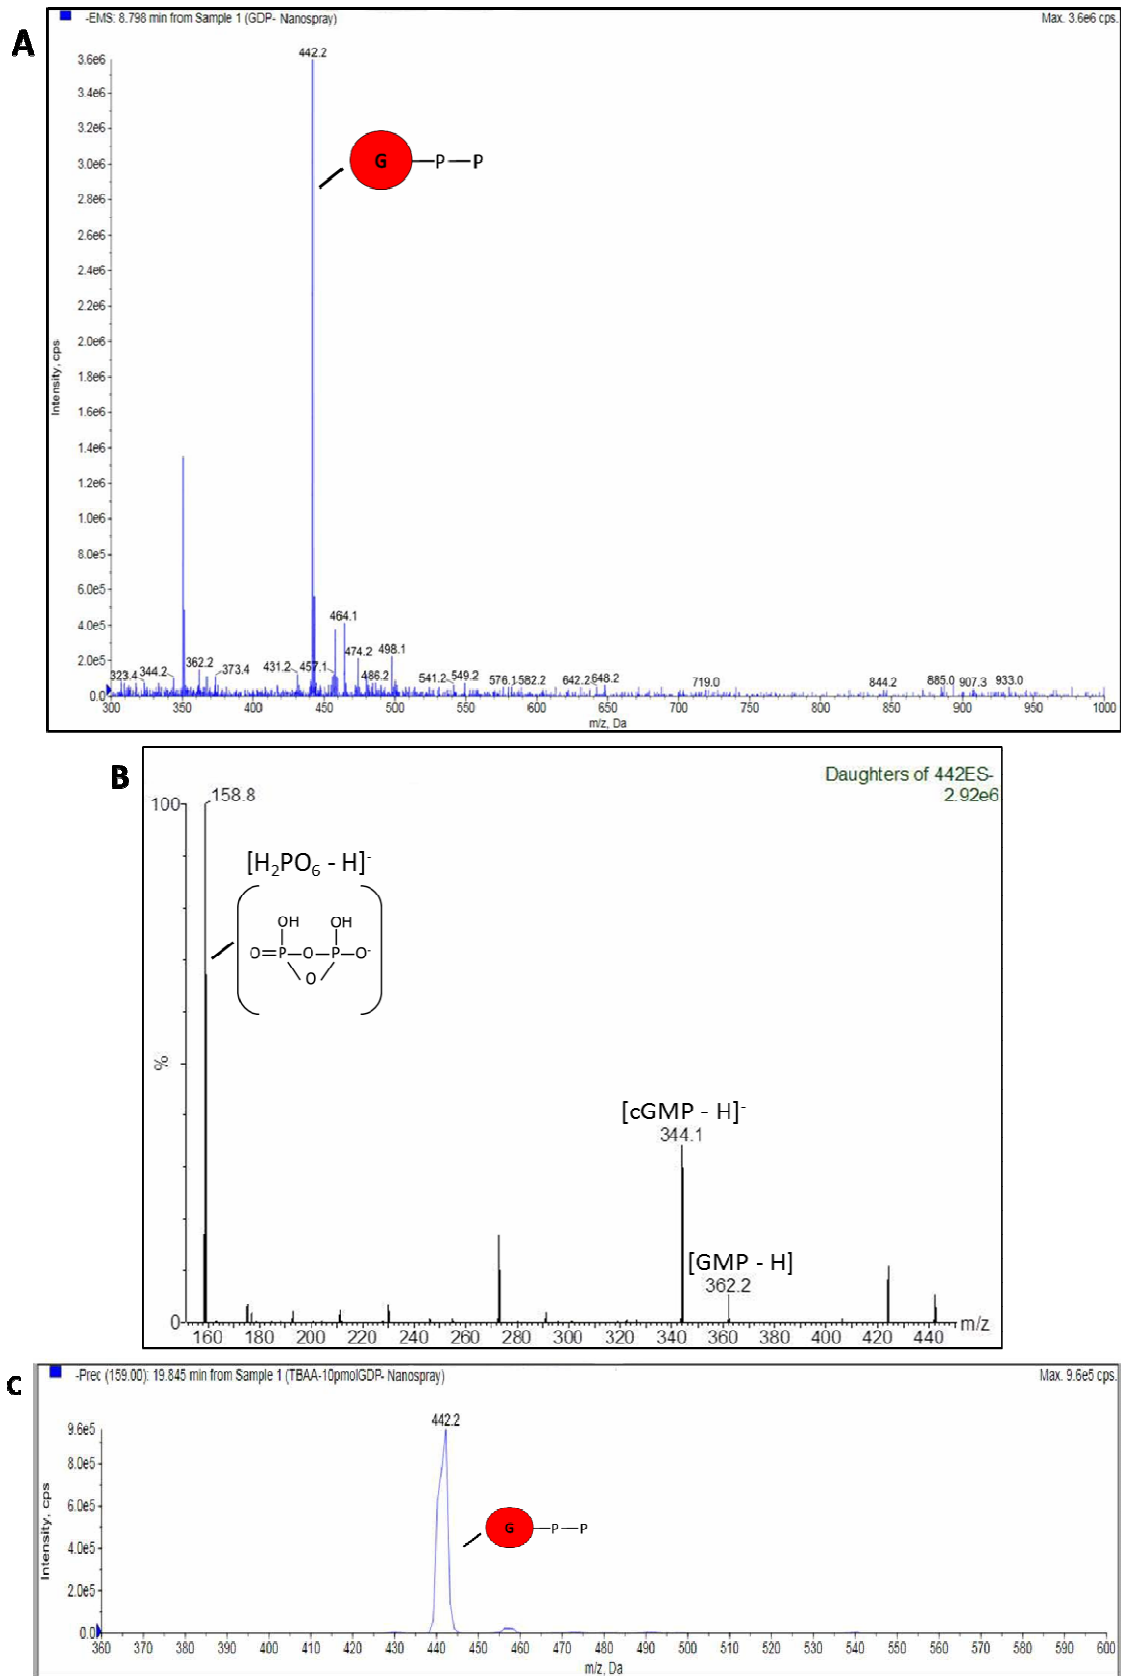 A
-EMS: 8.798 min from Sample 1 (GDP- Nanospray)
Max. 3.6e6 cps.
442.2
3.6e6
3.4e6
3.2e6
3.0e6
2.8e6
2.6e6
2.4e6
2.2e6
2.0e6
1.8e6
1.6e6
1.4e6
1.2e6
1.0e6
8.0e5
6.0e5
4.0e5
2.0e5
0.0
Intensity, cps
G—P—P
323.4 344.2 362.2 373.4 431.2 457.1 464.1 474.2 486.2 498.1 541.2 549.2 576.1 582.2 642.2 648.2 719.0 844.2 885.0 907.3 933.0
300 350 400 450 500 550 600 650 700 750 800 850 900 950 1000
m/z, Da
B
Daughters of 442ES-
2.92e6
100
158.8
[H₂PO₆ - H]⁻
OH OH
O=P—O—P—O⁻
O
%
[cGMP - H]⁻
344.1
[GMP - H]
362.2
0
160 180 200 220 240 260 280 300 320 340 360 380 400 420 440 m/z
C
-Prec (159.00): 19.845 min from Sample 1 (TBAA-10pmolGDP- Nanospray)
Max. 9.6e5 cps.
442.2
9.6e5
8.0e5
6.0e5
4.0e5
2.0e5
0.0
Intensity, cps
G—P—P
360 370 380 390 400 410 420 430 440 450 460 470 480 490 500 510 520 530 540 550 560 570 580 590 600
m/z, Da